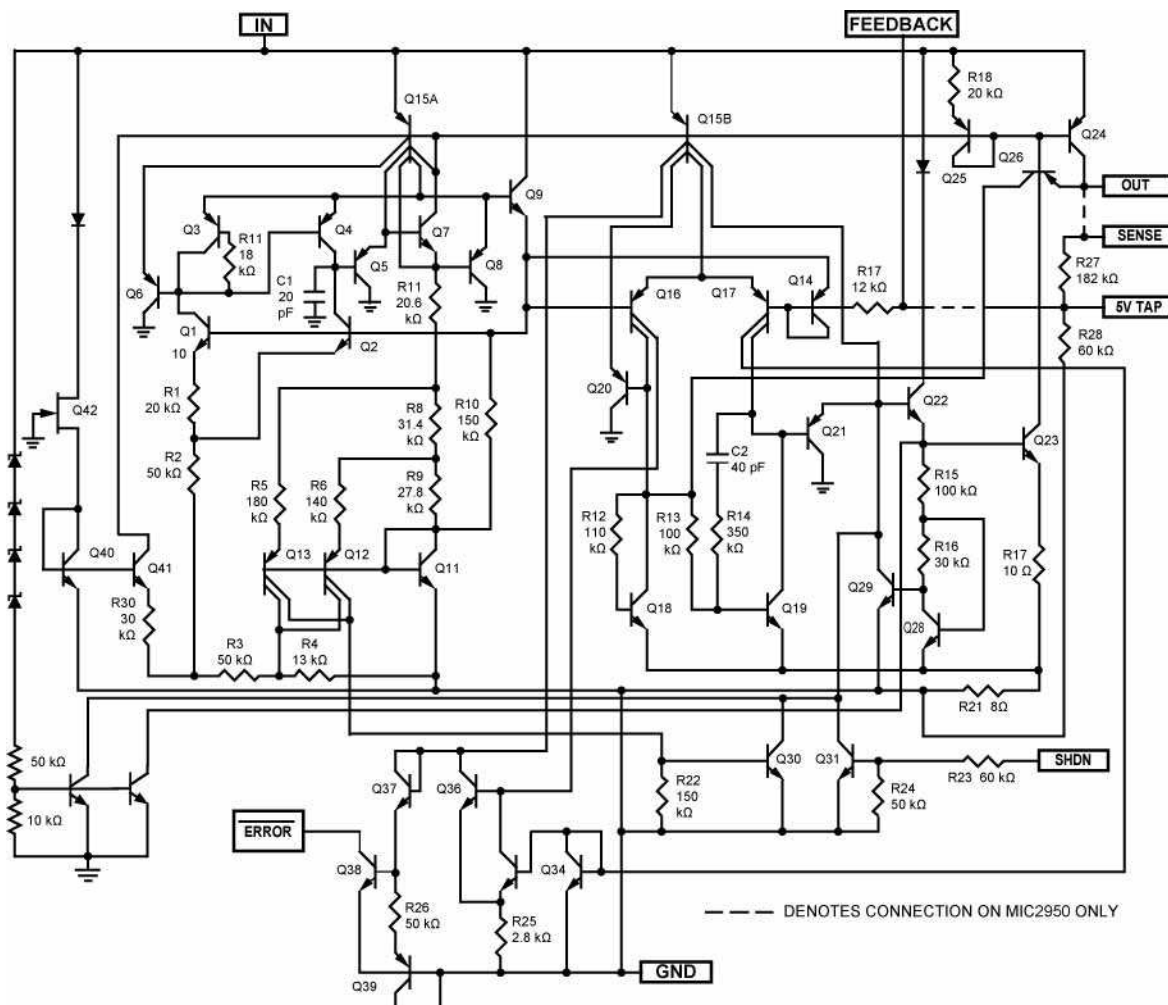 IN
FEEDBACK
R18
20 kΩ
Q15A
Q15B
Q24
Q25
Q26
OUT
SENSE
5V TAP
Q3
R11
18
kΩ
Q4
Q5
Q7
Q8
Q9
Q6
C1
20
pF
R11
20.6
kΩ
Q1
10
Q2
Q16
Q17
Q14
R17
12 kΩ
R27
182 kΩ
R28
60 kΩ
R1
20 kΩ
R2
50 kΩ
R8
31.4
kΩ
R10
150
kΩ
Q20
Q21
Q22
Q23
Q42
C2
40 pF
R5
180
kΩ
R6
140
kΩ
R9
27.8
kΩ
R15
100 kΩ
R12
110
kΩ
R13
100
kΩ
R14
350
kΩ
R16
30 kΩ
R17
10 Ω
Q40
Q41
Q13
Q12
Q11
Q18
Q19
Q29
Q28
R30
30
kΩ
R3
50 kΩ
R4
13 kΩ
R21 8Ω
50 kΩ
10 kΩ
Q37
Q36
R22
150
kΩ
Q30
Q31
R24
50 kΩ
R23 60 kΩ
SHDN
ERROR
Q38
Q34
R26
50 kΩ
R25
2.8 kΩ
DENOTES CONNECTION ON MIC2950 ONLY
Q39
GND